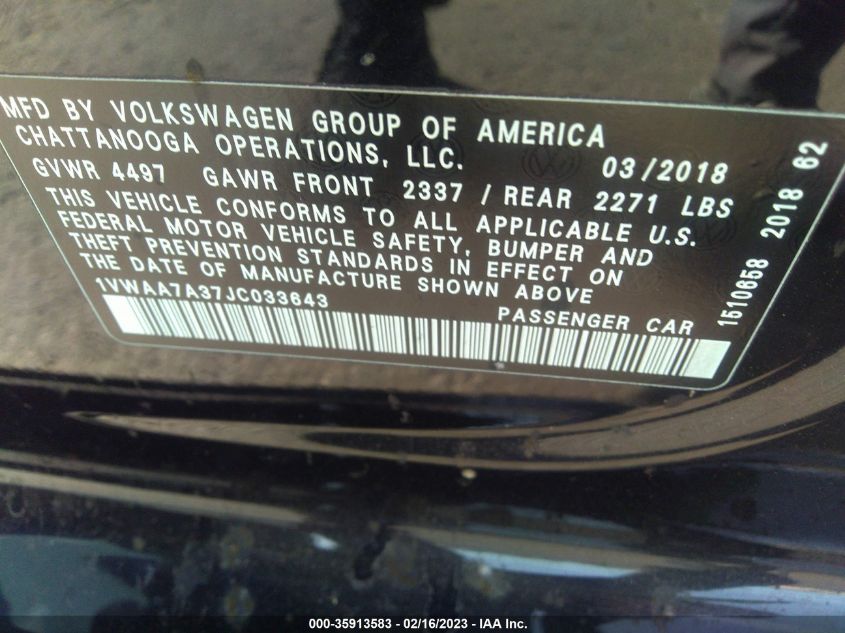 MFD BY VOLKSWAGEN GROUP OF AMERICA
CHATTANOOGA OPERATIONS, LLC. 03/2018
GVWR 4497 GAWR FRONT 2337 / REAR 2271 LBS
THIS VEHICLE CONFORMS TO ALL APPLICABLE U.S.
FEDERAL MOTOR VEHICLE SAFETY, BUMPER AND
THEFT PREVENTION STANDARDS IN EFFECT ON
THE DATE OF MANUFACTURE SHOWN ABOVE
1VWAA7A37JC033643 PASSENGER CAR
1510658 2018 62
000-35913583 - 02/16/2023 - IAA Inc.